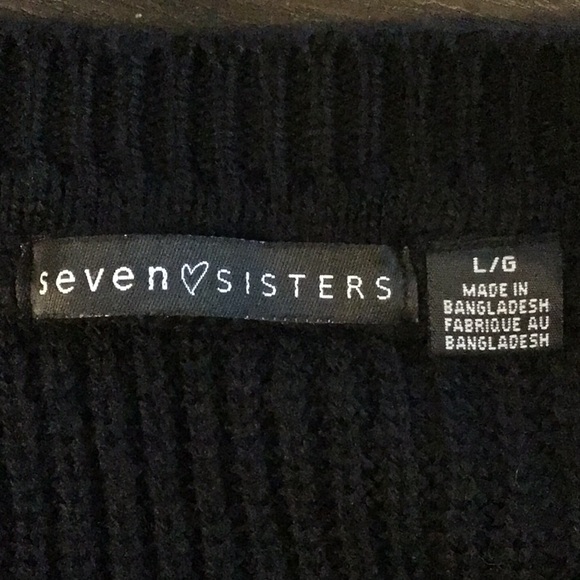 seven♡SISTERS
L/G
MADE IN
BANGLADESH
FABRIQUE AU
BANGLADESH